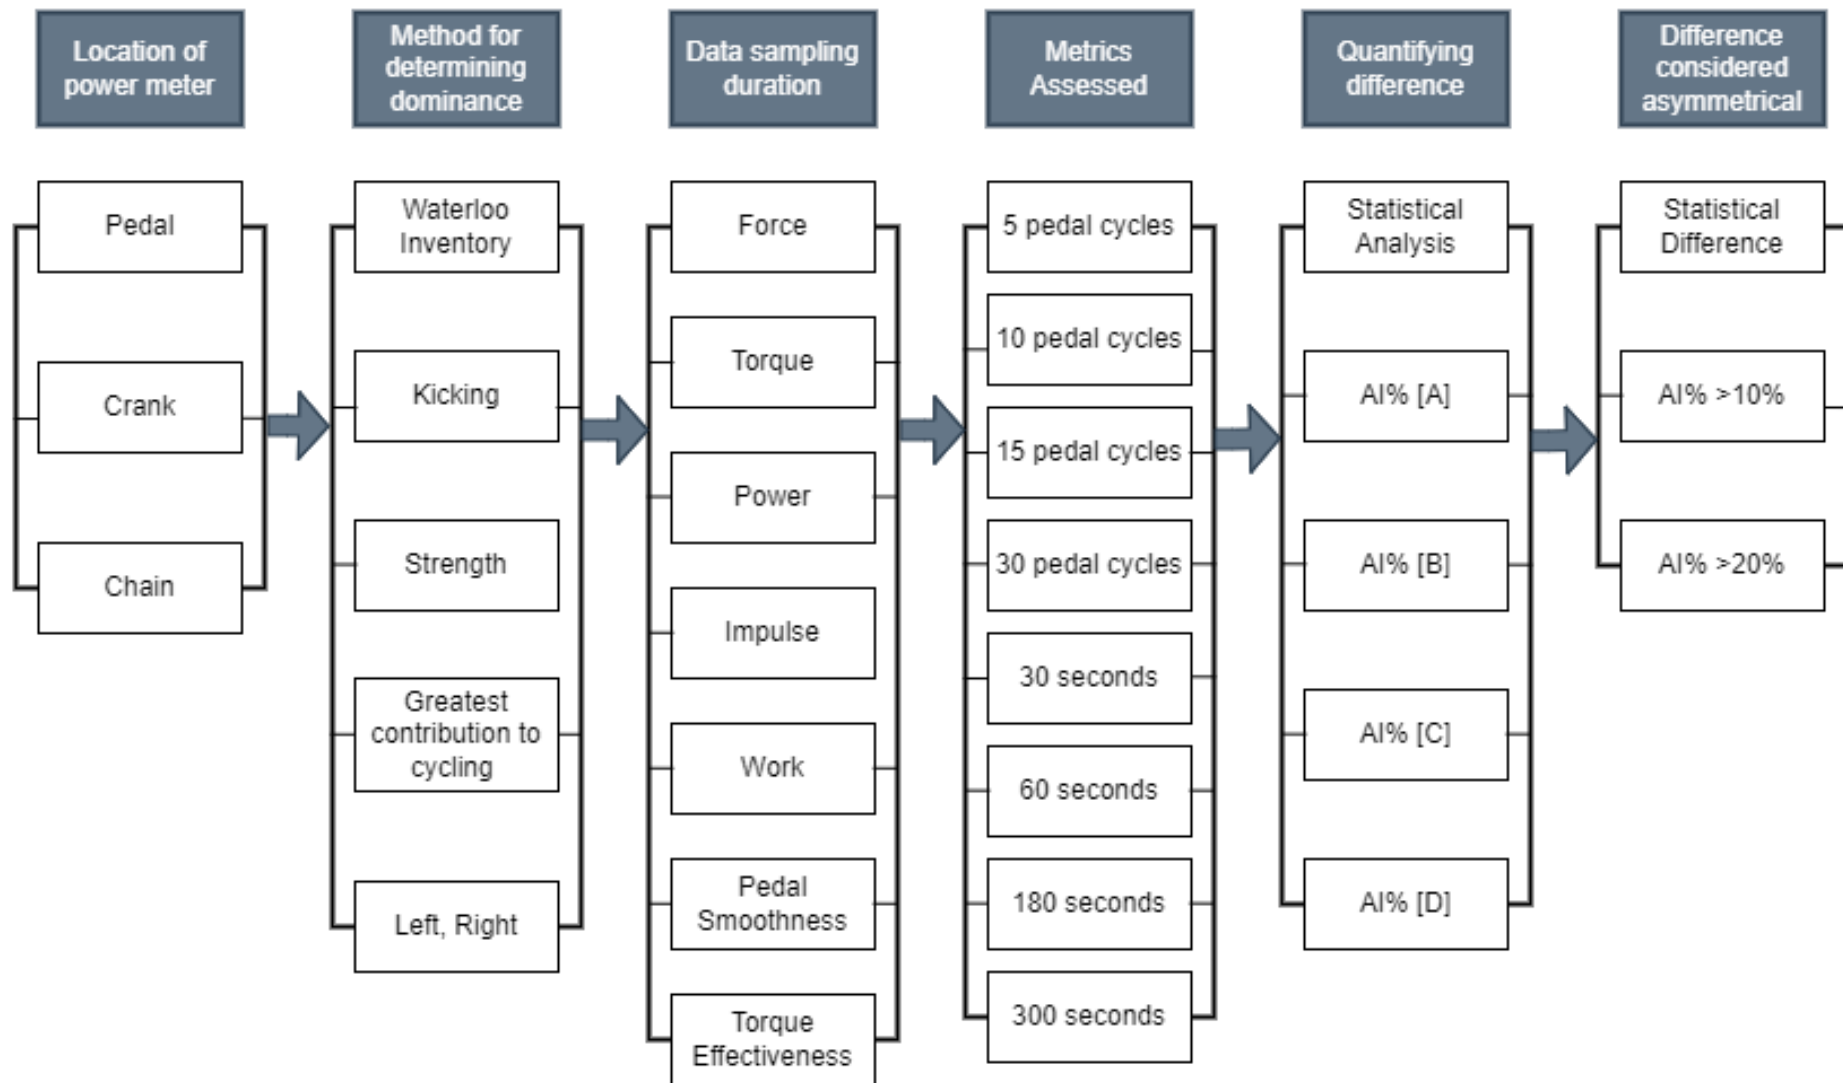 Location of
power meter
Method for
determining
dominance
Data sampling
duration
Metrics
Assessed
Quantifying
difference
Difference
considered
asymmetrical
Pedal
Crank
Chain
Waterloo
Inventory
Kicking
Strength
Greatest
contribution to
cycling
Left, Right
Force
Torque
Power
Impulse
Work
Pedal
Smoothness
Torque
Effectiveness
5 pedal cycles
10 pedal cycles
15 pedal cycles
30 pedal cycles
30 seconds
60 seconds
180 seconds
300 seconds
Statistical
Analysis
AI% [A]
AI% [B]
AI% [C]
AI% [D]
Statistical
Difference
AI% >10%
AI% >20%